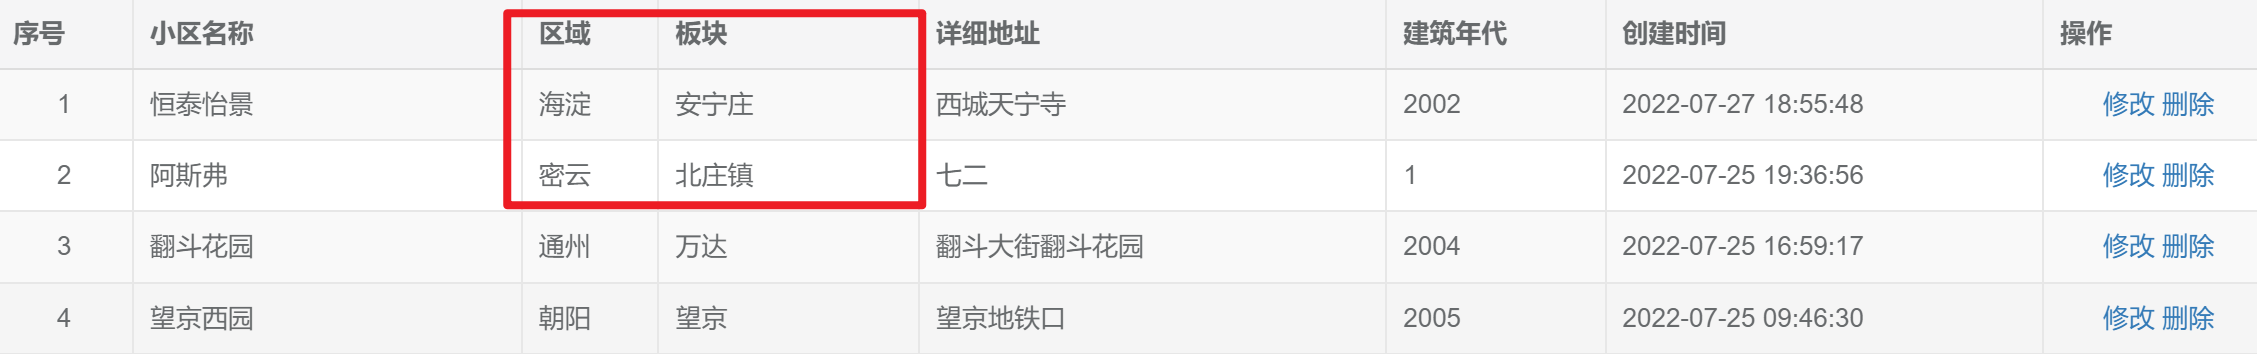 序号 小区名称 区域 板块 详细地址 建筑年代 创建时间 操作
1 恒泰怡景 海淀 安宁庄 西城天宁寺 2002 2022-07-27 18:55:48 修改 删除
2 阿斯弗 密云 北庄镇 七二 1 2022-07-25 19:36:56 修改 删除
3 翻斗花园 通州 万达 翻斗大街翻斗花园 2004 2022-07-25 16:59:17 修改 删除
4 望京西园 朝阳 望京 望京地铁口 2005 2022-07-25 09:46:30 修改 删除